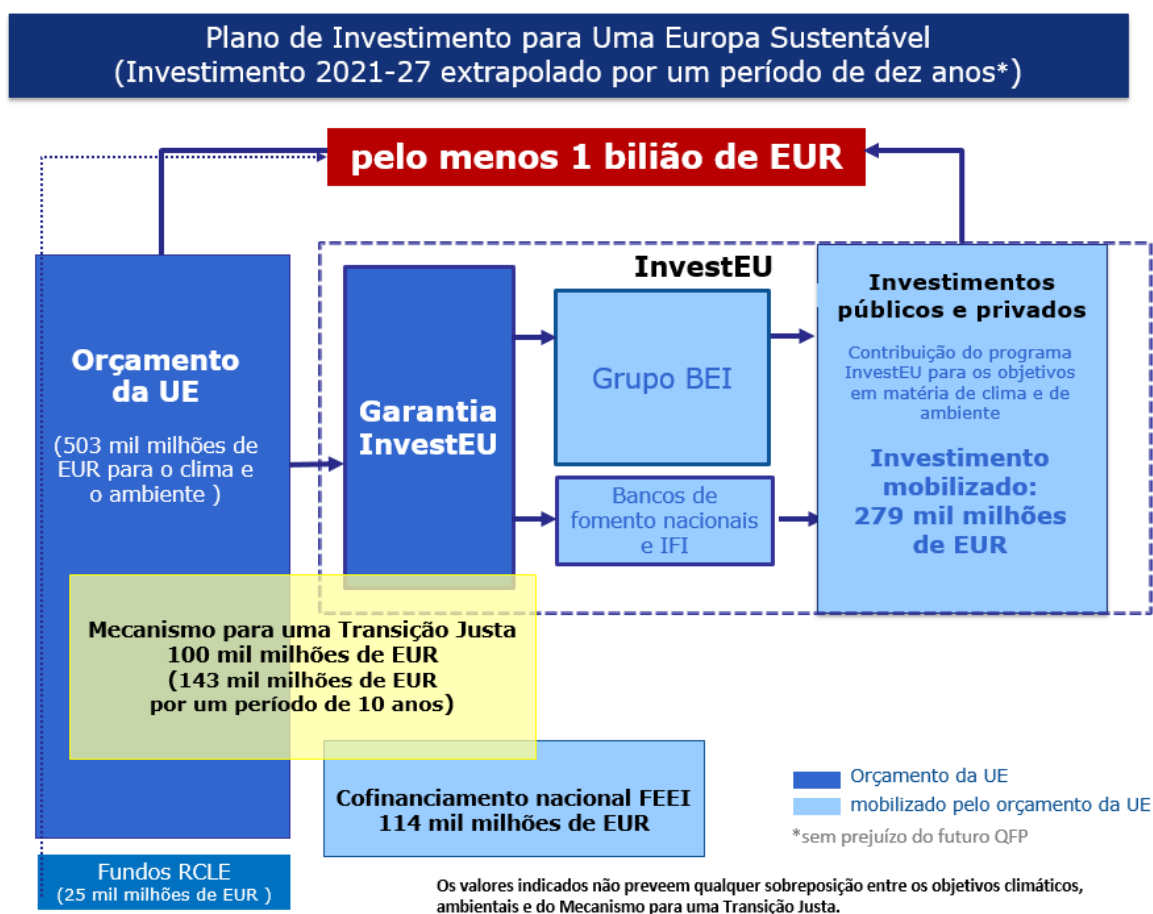 Plano de Investimento para Uma Europa Sustentável
(Investimento 2021-27 extrapolado por um período de dez anos*)
pelo menos 1 bilião de EUR
Orçamento
da UE
(503 mil milhões de
EUR para o clima e
o ambiente )
InvestEU
Garantia
InvestEU
Grupo BEI
Bancos de
fomento nacionais
e IFI
Investimentos
públicos e privados
Contribuição do programa
InvestEU para os objetivos
em matéria de clima e de
ambiente
Investimento
mobilizado:
279 mil milhões
de EUR
Mecanismo para uma Transição Justa
100 mil milhões de EUR
(143 mil milhões de EUR
por um período de 10 anos)
Cofinanciamento nacional FEEI
114 mil milhões de EUR
Orçamento da UE
mobilizado pelo orçamento da UE
*sem prejuízo do futuro QFP
Fundos RCLE
(25 mil milhões de EUR )
Os valores indicados não preveem qualquer sobreposição entre os objetivos climáticos,
ambientais e do Mecanismo para uma Transição Justa.